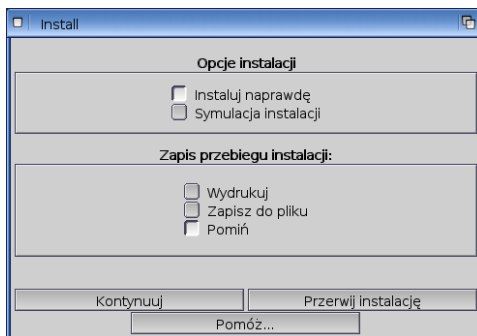 Install
Opcje instalacji
Instaluj naprawdę
Symulacja instalacji
Zapis przebiegu instalacji:
Wydrukuj
Zapisz do pliku
Pomiń
Kontynuuj Przerwij instalację
Pomóż...